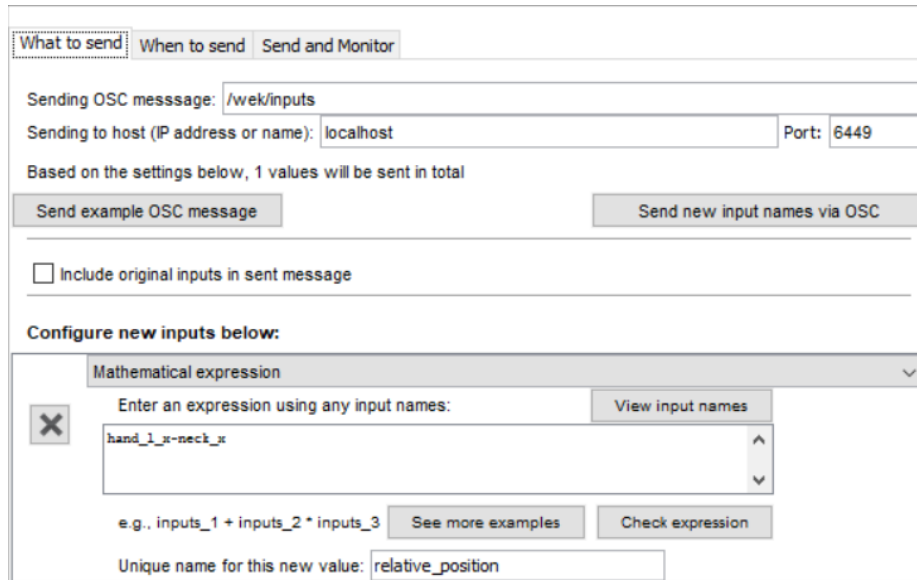 What to send When to send Send and Monitor
Sending OSC messsage: /wek/inputs
Sending to host (IP address or name): localhost Port: 6449
Based on the settings below, 1 values will be sent in total
Send example OSC message Send new input names via OSC
Include original inputs in sent message
Configure new inputs below:
Mathematical expression
Enter an expression using any input names: View input names
hand_l_x-neck_x
e.g., inputs_1 + inputs_2 * inputs_3 See more examples Check expression
Unique name for this new value: relative_position